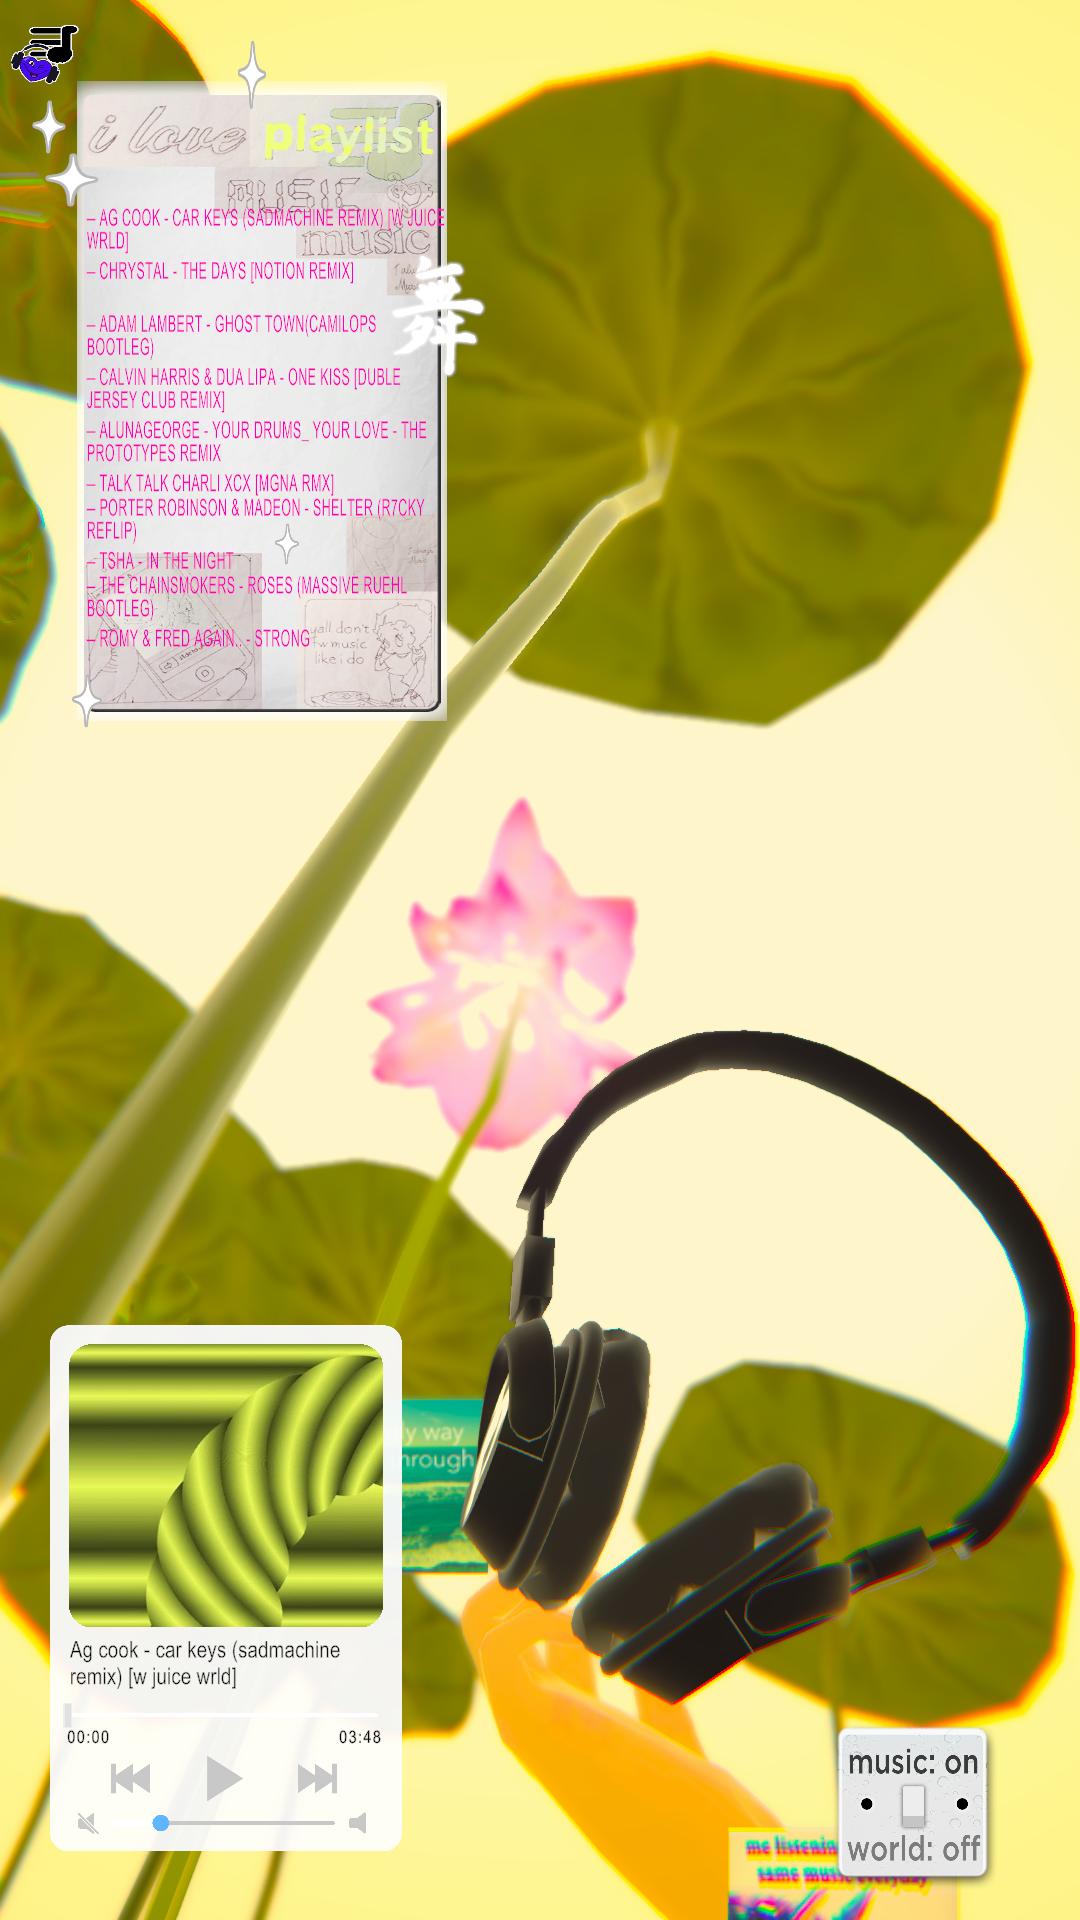 i love playlist
MUSIC
– AG COOK - CAR KEYS (SADMACHINE REMIX) [W JUICE
WRLD]
music
– CHRYSTAL - THE DAYS [NOTION REMIX]
舞
– ADAM LAMBERT - GHOST TOWN(CAMILOPS
BOOTLEG)
– CALVIN HARRIS & DUA LIPA - ONE KISS [DUBLE
JERSEY CLUB REMIX]
– ALUNAGEORGE - YOUR DRUMS_ YOUR LOVE - THE
PROTOTYPES REMIX
– TALK TALK CHARLI XCX [MGNA RMX]
– PORTER ROBINSON & MADEON - SHELTER (R7CKY
REFLIP)
– TSHA - IN THE NIGHT
– THE CHAINSMOKERS - ROSES (MASSIVE RUEHL
BOOTLEG)
– ROMY & FRED AGAIN.. - STRONG
yall don't
fw music
like i do
way
Ag cook - car keys (sadmachine
remix) [w juice wrld]
00:00 03:48
music: on
world: off
me
same music everyday